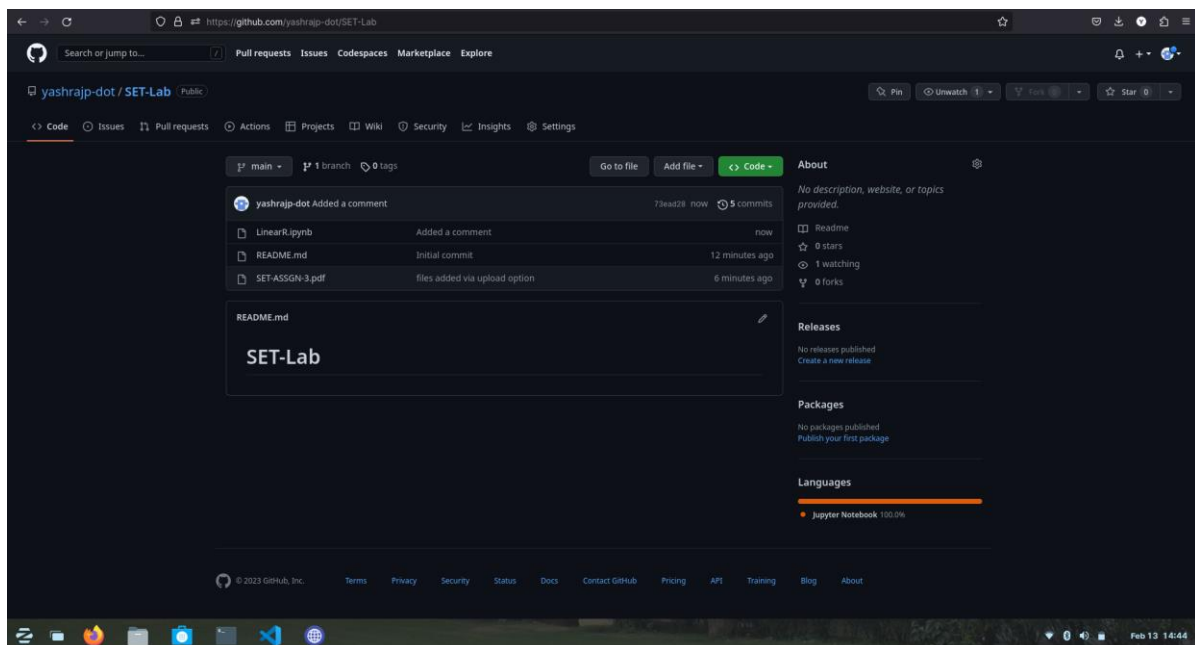 https://github.com/yashrajp-dot/SET-Lab
Search or jump to... / Pull requests Issues Codespaces Marketplace Explore
yashrajp-dot / SET-Lab Public
Pin Unwatch 1 Fork 0 Star 0
Code Issues Pull requests Actions Projects Wiki Security Insights Settings
main 1 branch 0 tags Go to file Add file Code
yashrajp-dot Added a comment 73ead28 now 5 commits
LinearR.ipynb Added a comment now
README.md Initial commit 12 minutes ago
SET-ASSGN-3.pdf files added via upload option 6 minutes ago
README.md
SET-Lab
About
No description, website, or topics
provided.
Readme
0 stars
1 watching
0 forks
Releases
No releases published
Create a new release
Packages
No packages published
Publish your first package
Languages
Jupyter Notebook 100.0%
© 2023 GitHub, Inc. Terms Privacy Security Status Docs Contact GitHub Pricing API Training Blog About
Feb 13 14:44